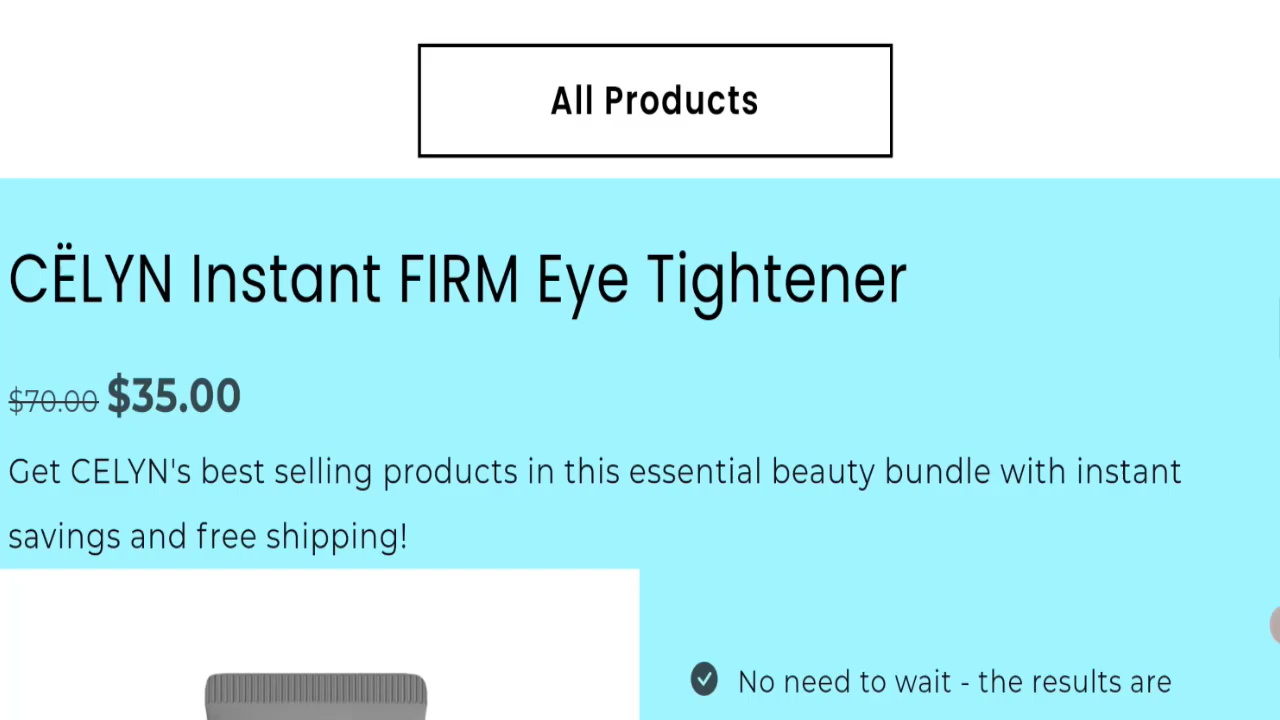 All Products
CËLYN Instant FIRM Eye Tightener
$70.00 $35.00
Get CELYN's best selling products in this essential beauty bundle with instant
savings and free shipping!
No need to wait - the results are